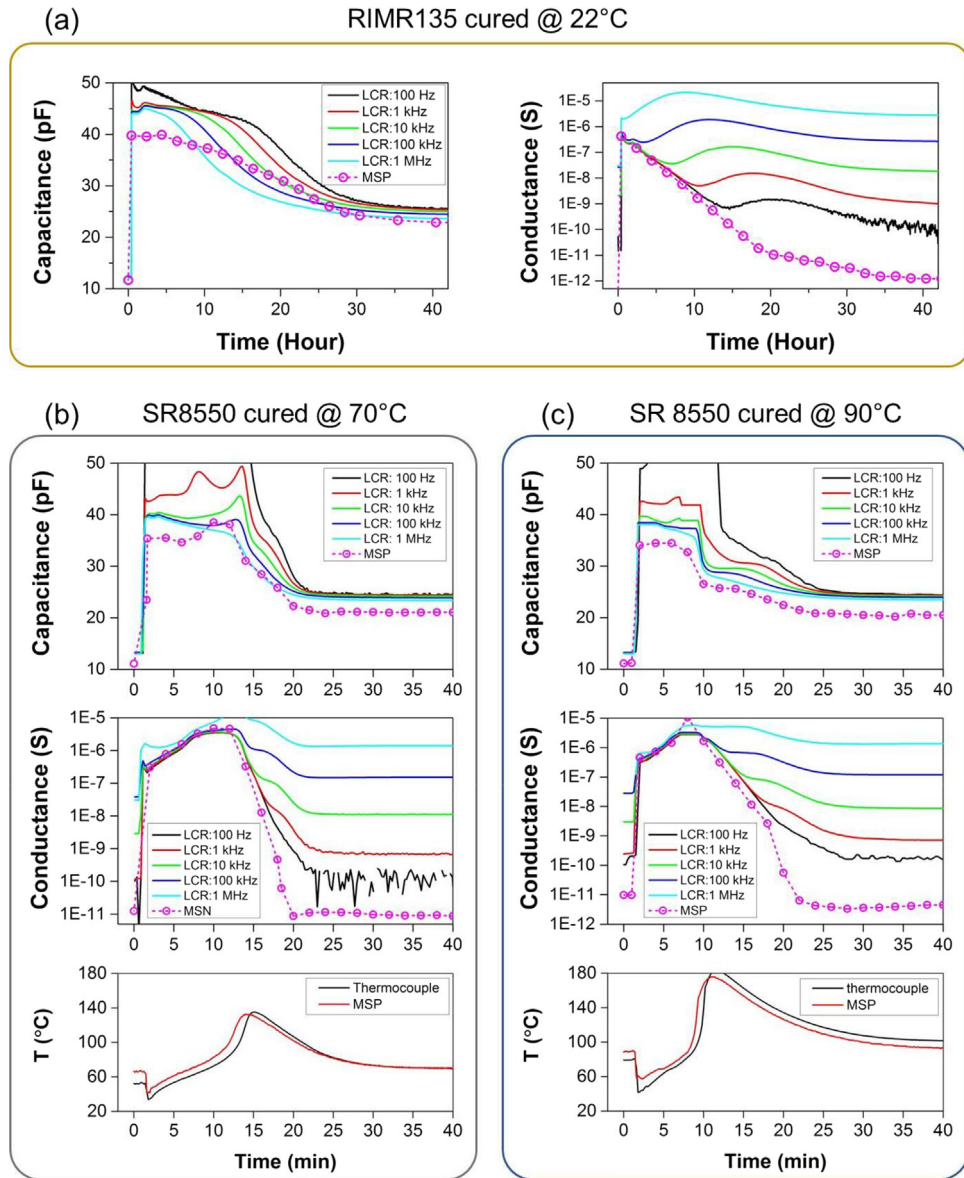 (a) RIMR135 cured @ 22°C
Capacitance (pF)
50
40
30
20
10
LCR:100 Hz
LCR:1 kHz
LCR:10 kHz
LCR:100 kHz
LCR:1 MHz
MSP
0 10 20 30 40
Time (Hour)
Conductance (S)
1E-5
1E-6
1E-7
1E-8
1E-9
1E-10
1E-11
1E-12
0 10 20 30 40
Time (Hour)
(b) SR8550 cured @ 70°C
Capacitance (pF)
50
40
30
20
10
LCR: 100 Hz
LCR: 1 kHz
LCR: 10 kHz
LCR: 100 kHz
LCR: 1 MHz
MSP
0 5 10 15 20 25 30 35 40
Conductance (S)
1E-5
1E-6
1E-7
1E-8
1E-9
1E-10
1E-11
LCR:100 Hz
LCR:1 kHz
LCR:10 kHz
LCR:100 kHz
LCR:1 MHz
MSN
0 5 10 15 20 25 30 35 40
T (°C)
180
140
100
60
20
Thermocouple
MSP
0 5 10 15 20 25 30 35 40
Time (min)
(c) SR 8550 cured @ 90°C
Capacitance (pF)
50
40
30
20
10
LCR: 100 Hz
LCR:1 kHz
LCR:10 kHz
LCR:100 kHz
LCR:1 MHz
MSP
0 5 10 15 20 25 30 35 40
Conductance (S)
1E-5
1E-6
1E-7
1E-8
1E-9
1E-10
1E-11
1E-12
LCR:100 Hz
LCR:1 kHz
LCR:10 kHz
LCR:100 kHz
LCR:1 MHz
MSP
0 5 10 15 20 25 30 35 40
T (°C)
180
140
100
60
20
thermocouple
MSP
0 5 10 15 20 25 30 35 40
Time (min)